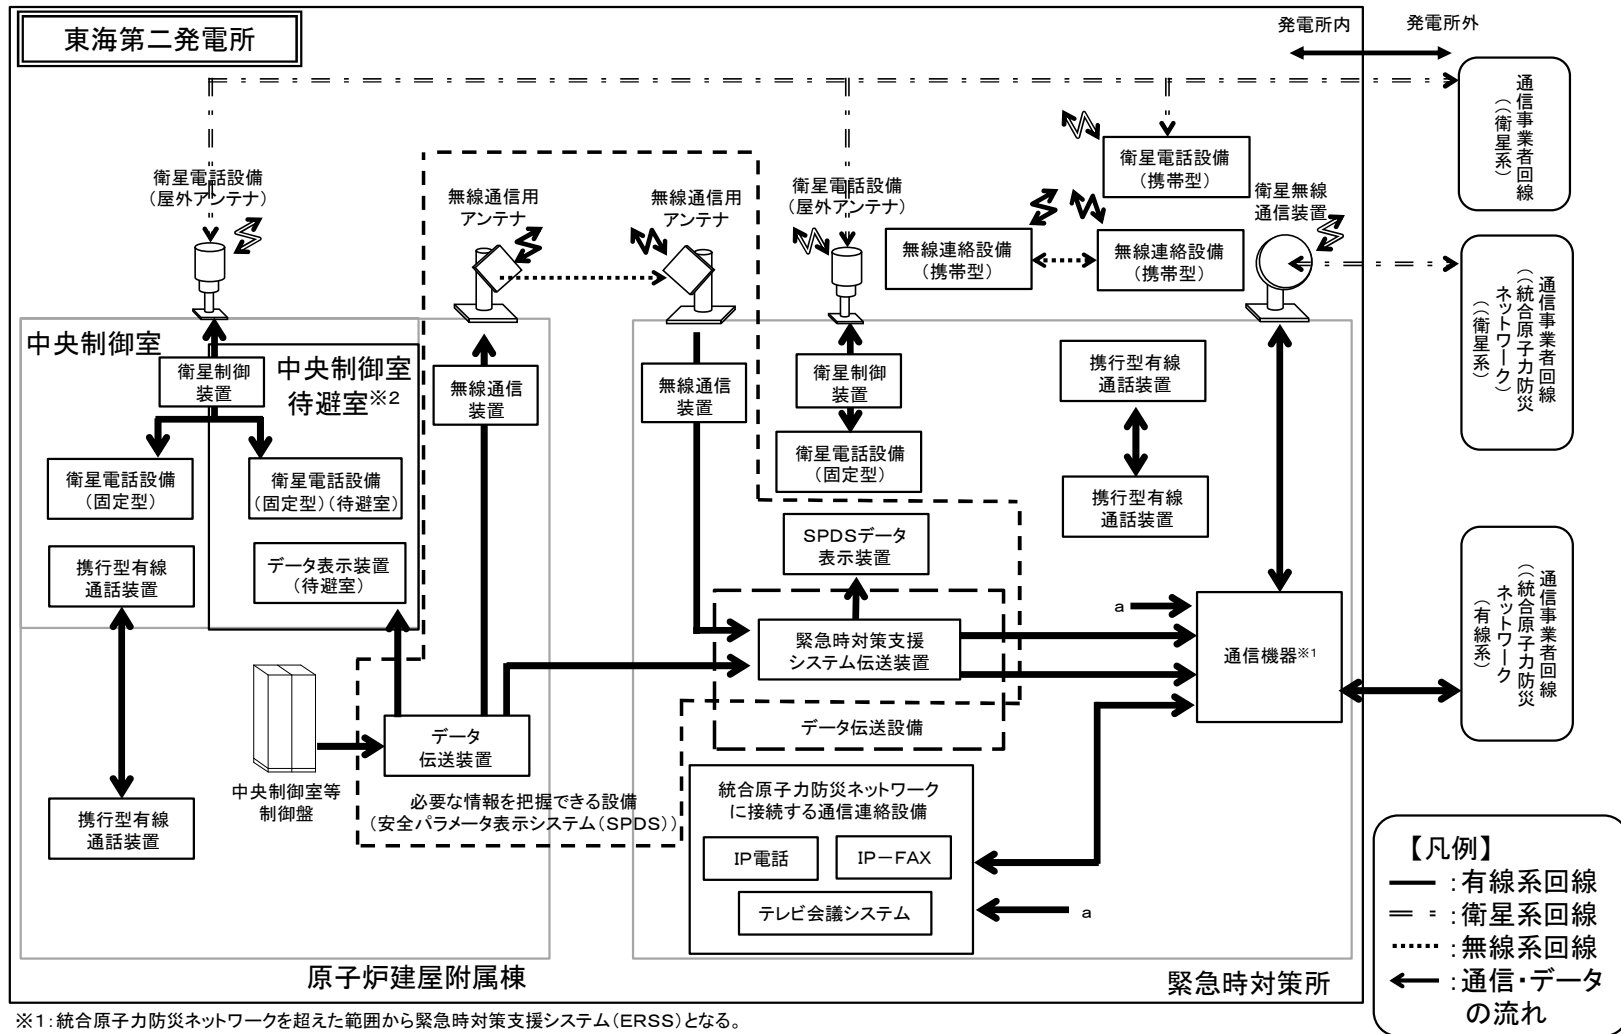 東海第二発電所
発電所内
発電所外
通信事業者回線
(衛星系)
衛星電話設備
(屋外アンテナ)
無線通信用
アンテナ
無線通信用
アンテナ
衛星電話設備
(屋外アンテナ)
衛星電話設備
(携帯型)
無線連絡設備
(携帯型)
無線連絡設備
(携帯型)
衛星無線
通信装置
通信事業者回線
(統合原子力防災
ネットワーク)
(衛星系)
中央制御室
衛星制御
装置
中央制御室
待避室※2
無線通信
装置
無線通信
装置
衛星制御
装置
携行型有線
通話装置
衛星電話設備
(固定型)
衛星電話設備
(固定型)(待避室)
衛星電話設備
(固定型)
携行型有線
通話装置
携行型有線
通話装置
データ表示装置
(待避室)
SPDSデータ
表示装置
a
緊急時対策支援
システム伝送装置
通信機器※1
通信事業者回線
(統合原子力防災
ネットワーク
(有線系)
データ伝送設備
データ
伝送装置
中央制御室等
制御盤
必要な情報を把握できる設備
(安全パラメータ表示システム(SPDS))
携行型有線
通話装置
統合原子力防災ネットワーク
に接続する通信連絡設備
IP電話
IP-FAX
テレビ会議システム
a
原子炉建屋附属棟
緊急時対策所
【凡例】
:有線系回線
:衛星系回線
:無線系回線
:通信・データ
の流れ
※1:統合原子力防災ネットワークを超えた範囲から緊急時対策支援システム(ERSS)となる。